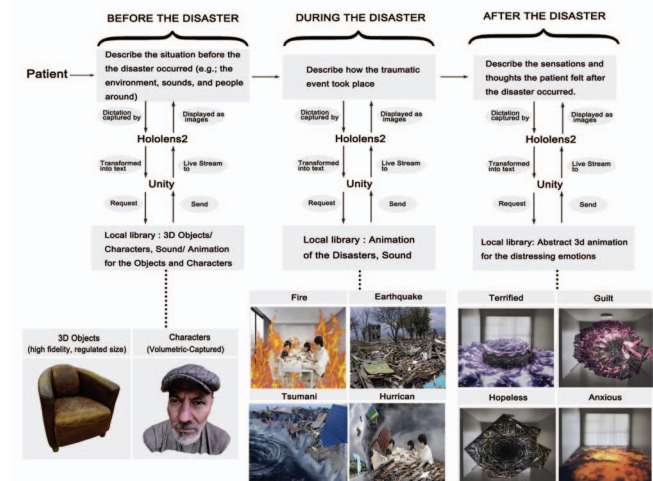 BEFORE THE DISASTER
DURING THE DISASTER
AFTER THE DISASTER
Patient
Describe the situation before the
the disaster occurred (e.g.; the
environment, sounds, and people
around)
Describe how the traumatic
event took place
Describe the sensations and
thoughts the patient felt after
the disaster occurred.
Dictation
captured by
Displayed as
images
Dictation
captured by
Displayed as
images
Dictation
captured by
Displayed as
images
Hololens2
Hololens2
Hololens2
Transformed
into text
Live Stream
to
Transformed
into text
Live Stream
to
Transformed
into text
Live Stream
to
Unity
Unity
Unity
Request
Send
Request
Send
Request
Send
Local library : 3D Objects/
Characters, Sound/ Animation
for the Objects and Characters
Local library : Animation
of the Disasters, Sound
Local library: Abstract 3d animation
for the distressing emotions
3D Objects
(high fidelity, regulated size)
Characters
(Volumetric-Captured)
Fire
Earthquake
Tsumani
Hurrican
Terrified
Guilt
Hopeless
Anxious